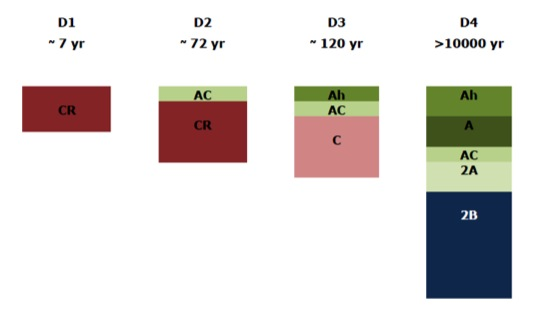 D1
~ 7 yr
CR
D2
~ 72 yr
AC
CR
D3
~ 120 yr
Ah
AC
C
D4
>10000 yr
Ah
A
AC
2A
2B